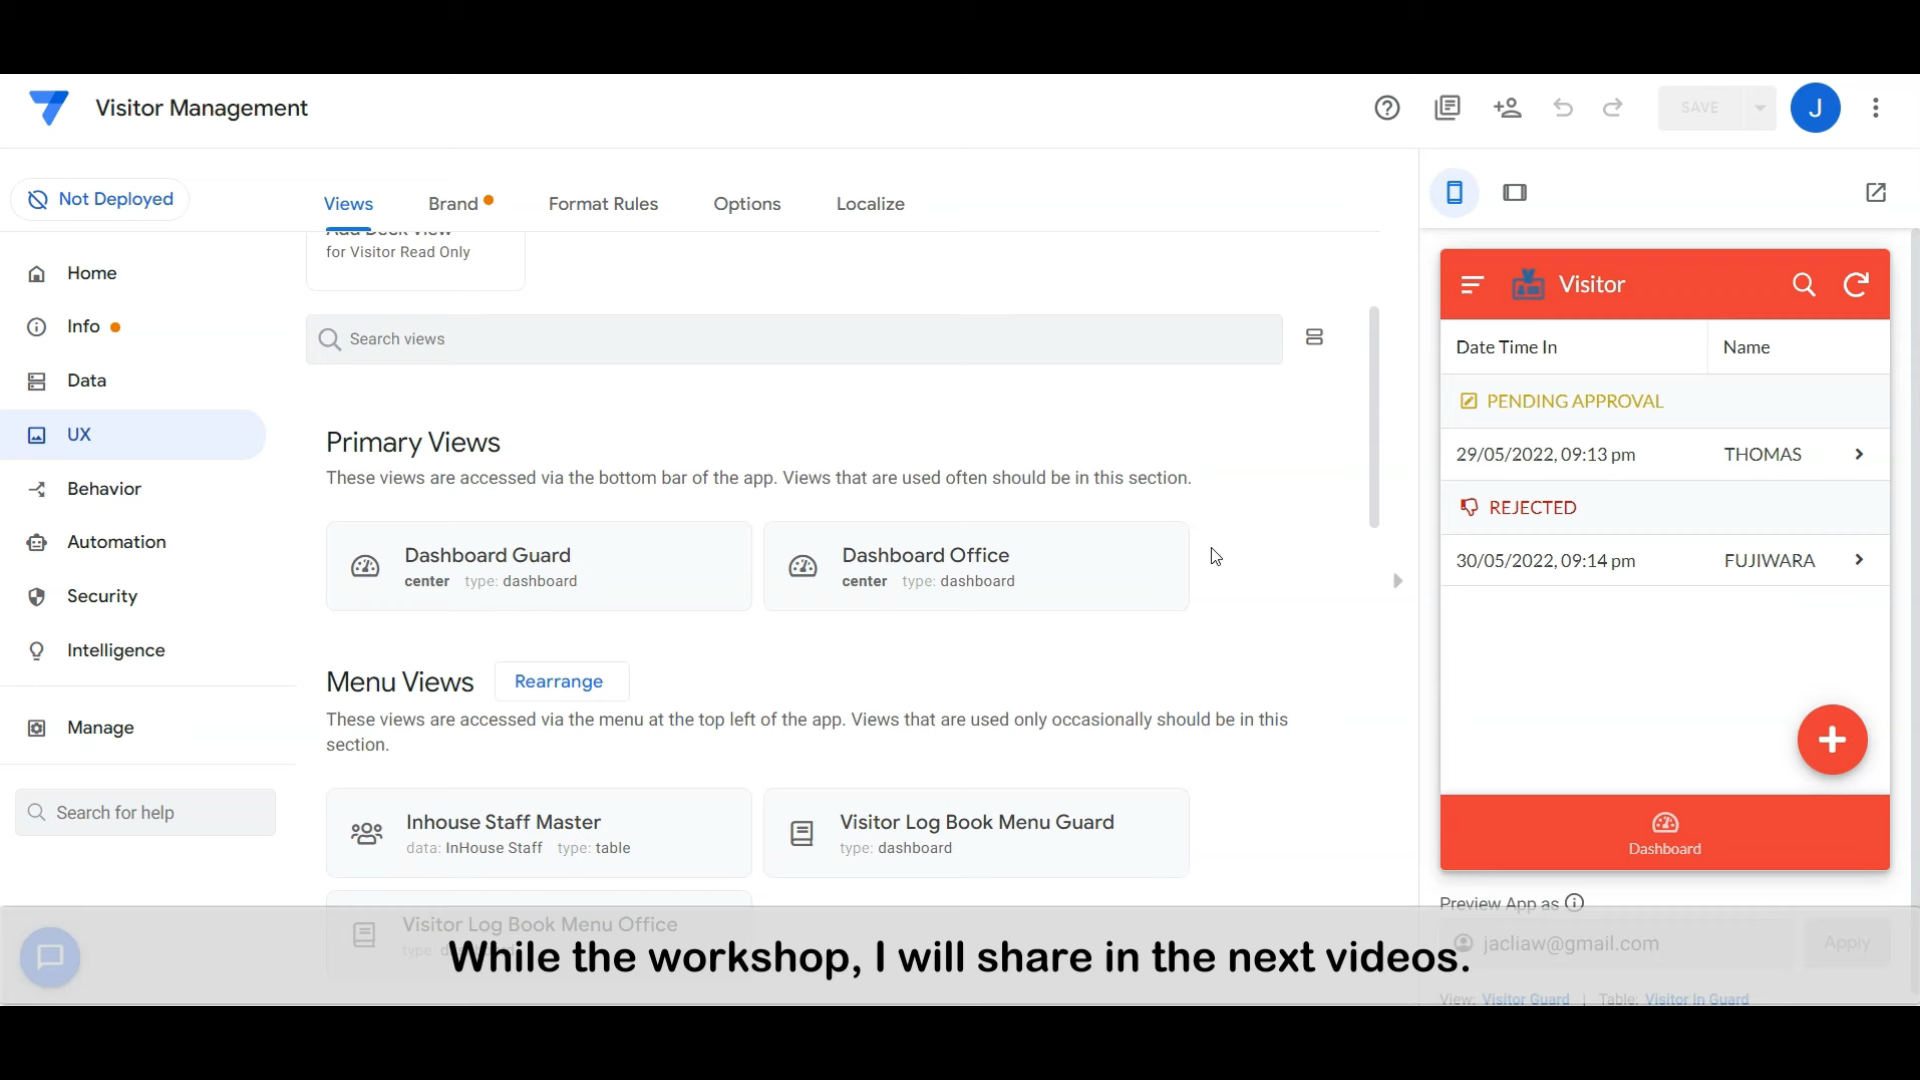 Visitor Management
SAVE
J
Not Deployed
Views
Brand
Format Rules
Options
Localize
Add Deck View
for Visitor Read Only
Home
Info
Data
UX
Behavior
Automation
Security
Intelligence
Manage
Search for help
Search views
Primary Views
These views are accessed via the bottom bar of the app. Views that are used often should be in this section.
Dashboard Guard
center type: dashboard
Dashboard Office
center type: dashboard
Menu Views
Rearrange
These views are accessed via the menu at the top left of the app. Views that are used only occasionally should be in this
section.
Inhouse Staff Master
data: InHouse Staff type: table
Visitor Log Book Menu Guard
type: dashboard
Visitor Log Book Menu Office
type:
Visitor
Date Time In Name
PENDING APPROVAL
29/05/2022, 09:13 pm THOMAS
REJECTED
30/05/2022, 09:14 pm FUJIWARA
Dashboard
Preview App as
jacliaw@gmail.com
Apply
View: Visitor Guard | Table: Visitor In Guard
While the workshop, I will share in the next videos.